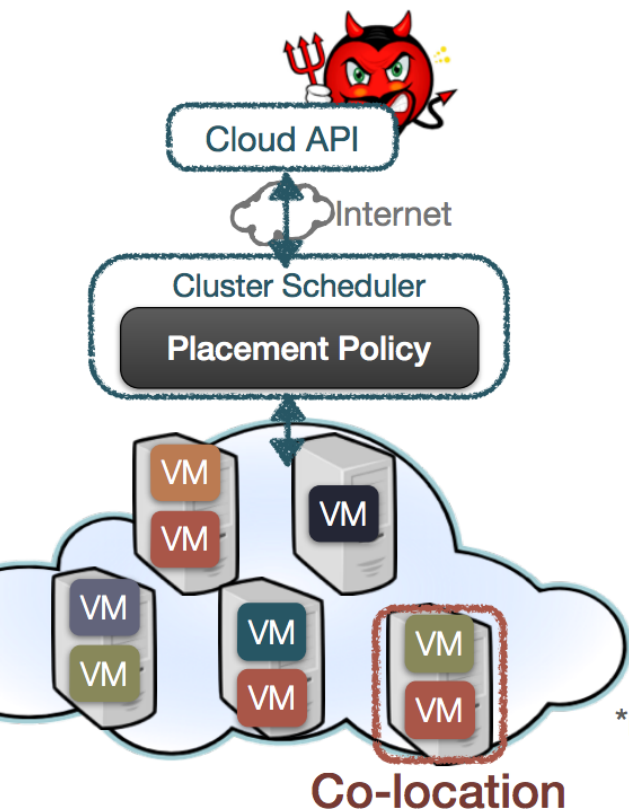 Cloud API
Internet
Cluster Scheduler
Placement Policy
VM
VM
VM
VM
VM
VM
VM
VM
VM
*
Co-location